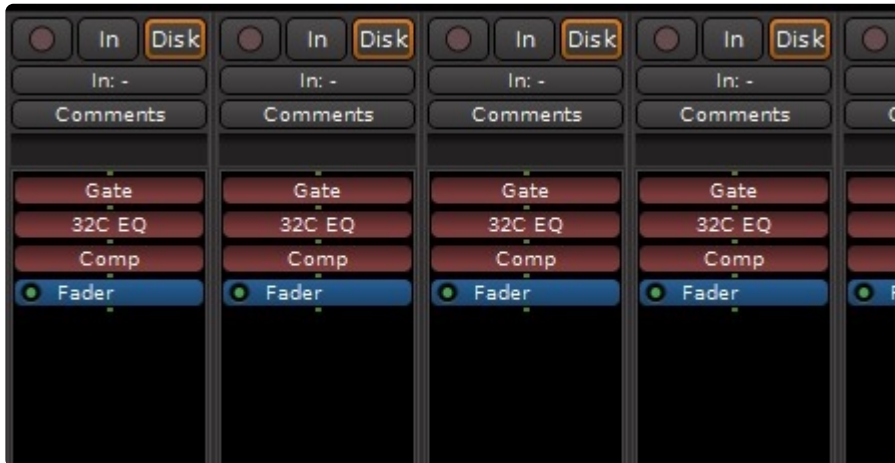 In Disk In Disk In Disk In Disk
In: - In: - In: - In: -
Comments Comments Comments Comments
Gate Gate Gate Gate
32C EQ 32C EQ 32C EQ 32C EQ
Comp Comp Comp Comp
Fader Fader Fader Fader